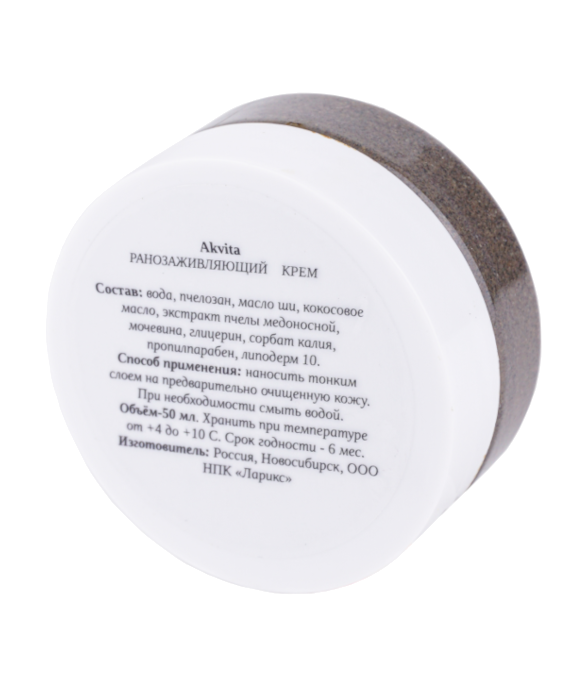 Akvita
РАНОЗАЖИВЛЯЮЩИЙ КРЕМ
Состав: вода, пчелозан, масло ши, кокосовое
масло, экстракт пчелы медоносной,
мочевина, глицерин, сорбат калия,
пропилпарабен, липодерм 10.
Способ применения: наносить тонким
слоем на предварительно очищенную кожу.
При необходимости смыть водой.
Объём-50 мл. Хранить при температуре
от +4 до +10 С. Срок годности - 6 мес.
Изготовитель: Россия, Новосибирск, ООО
НПК «Ларикс»